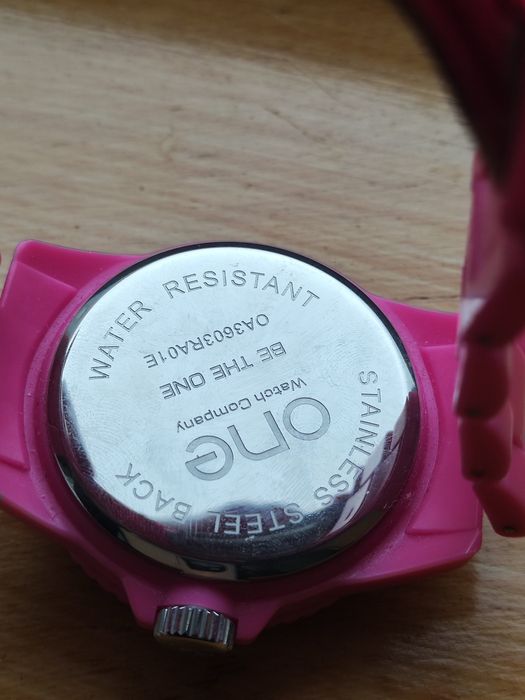 one
Watch Company
BE THE ONE
OA3603RA01E
WATER RESISTANT
STAINLESS STEEL BACK